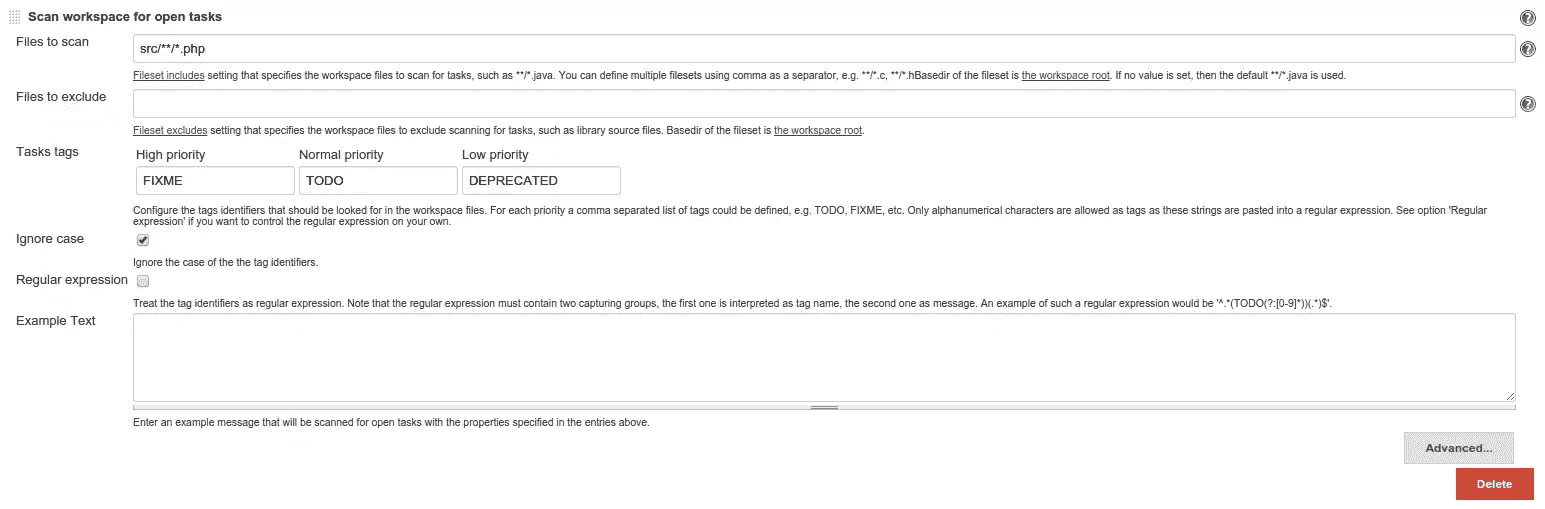 Scan workspace for open tasks
Files to scan
src/**/*.php
Fileset includes setting that specifies the workspace files to scan for tasks, such as **/*.java. You can define multiple filesets using comma as a separator, e.g. **/*.c, **/*.hBasedir of the fileset is the workspace root. If no value is set, then the default **/*.java is used.
Files to exclude
Fileset excludes setting that specifies the workspace files to exclude scanning for tasks, such as library source files. Basedir of the fileset is the workspace root.
Tasks tags
High priority Normal priority Low priority
FIXME TODO DEPRECATED
Configure the tags identifiers that should be looked for in the workspace files. For each priority a comma separated list of tags could be defined, e.g. TODO, FIXME, etc. Only alphanumerical characters are allowed as tags as these strings are pasted into a regular expression. See option 'Regular
expression' if you want to control the regular expression on your own.
Ignore case
Ignore the case of the the tag identifiers.
Regular expression
Treat the tag identifiers as regular expression. Note that the regular expression must contain two capturing groups, the first one is interpreted as tag name, the second one as message. An example of such a regular expression would be '^.*(TODO(?:[0-9]*))(.*)$'.
Example Text
Enter an example message that will be scanned for open tasks with the properties specified in the entries above.
Advanced...
Delete